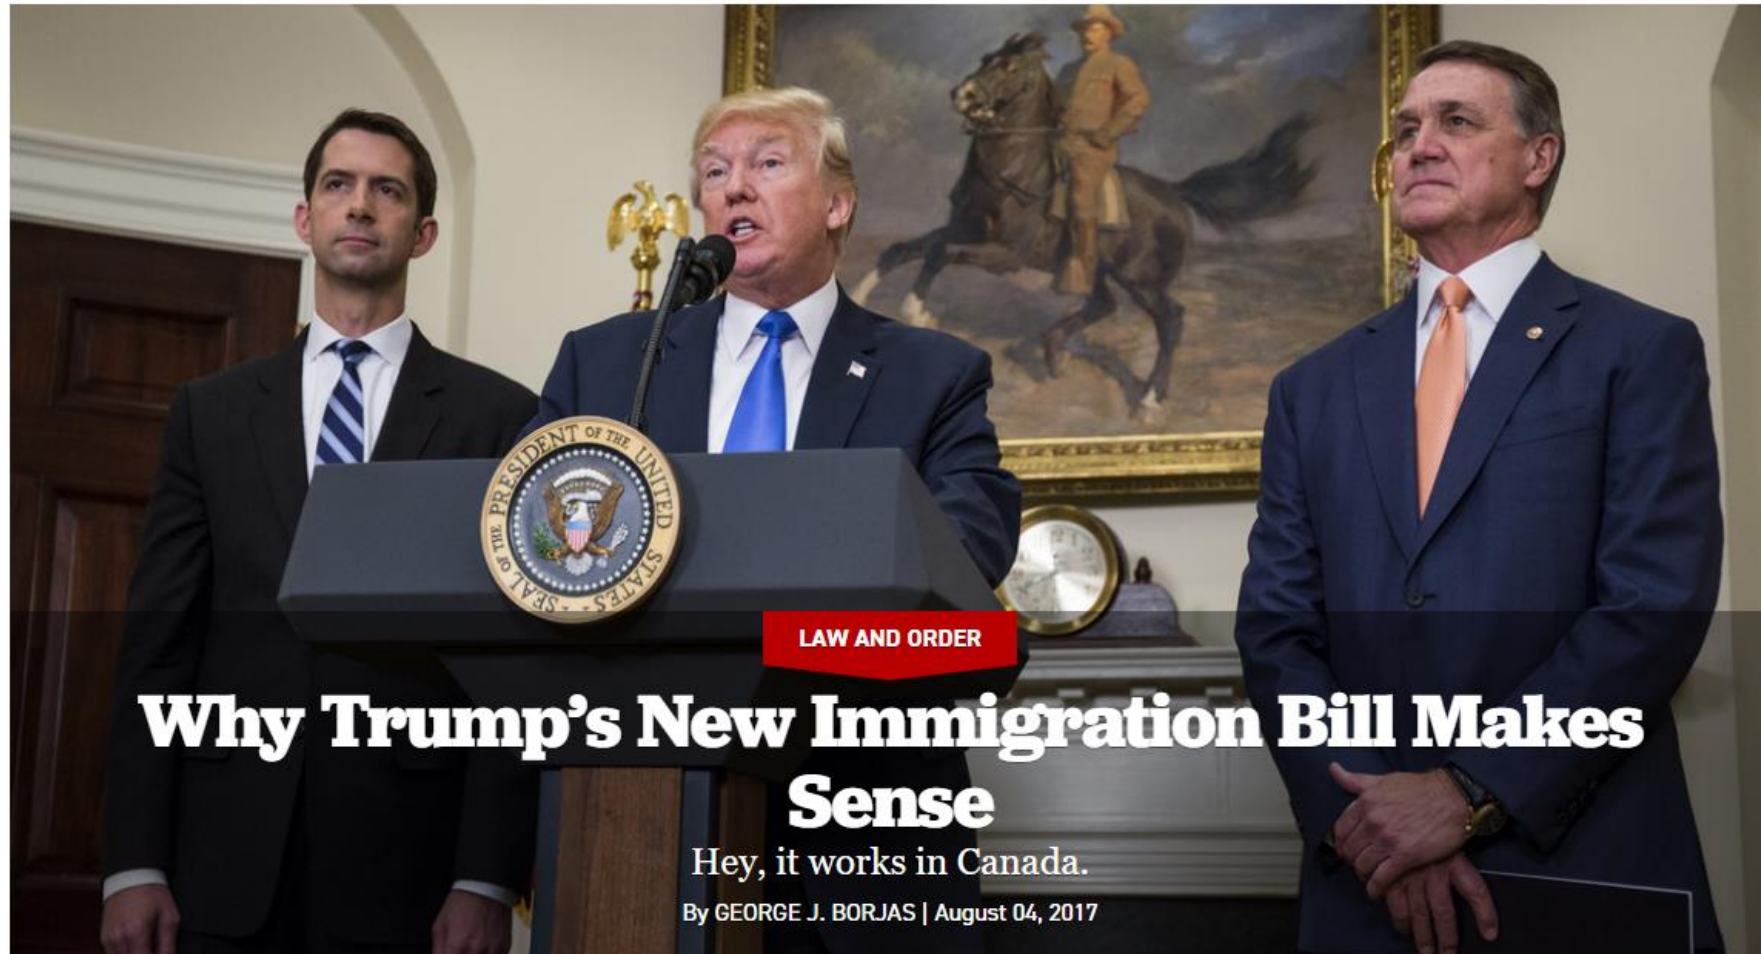 SEAL OF THE PRESIDENT OF THE UNITED STATES
LAW AND ORDER
Why Trump's New Immigration Bill Makes
Sense
Hey, it works in Canada.
By GEORGE J. BORJAS | August 04, 2017